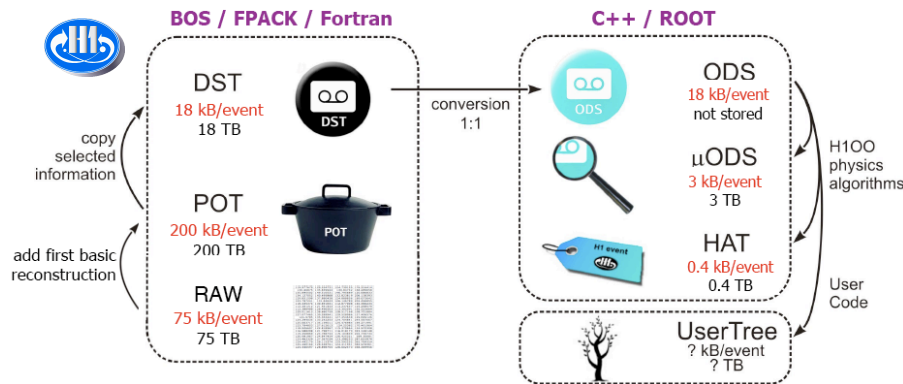 BOS / FPACK / Fortran
H1
DST
18 kB/event
18 TB
DST
copy
selected
information
POT
200 kB/event
200 TB
POT
add first basic
reconstruction
RAW
75 kB/event
75 TB
conversion
1:1
C++ / ROOT
ODS
18 kB/event
not stored
ODS
μODS
3 kB/event
3 TB
H1OO
physics
algorithms
HAT
0.4 kB/event
0.4 TB
H1 event
User
Code
UserTree
? kB/event
? TB